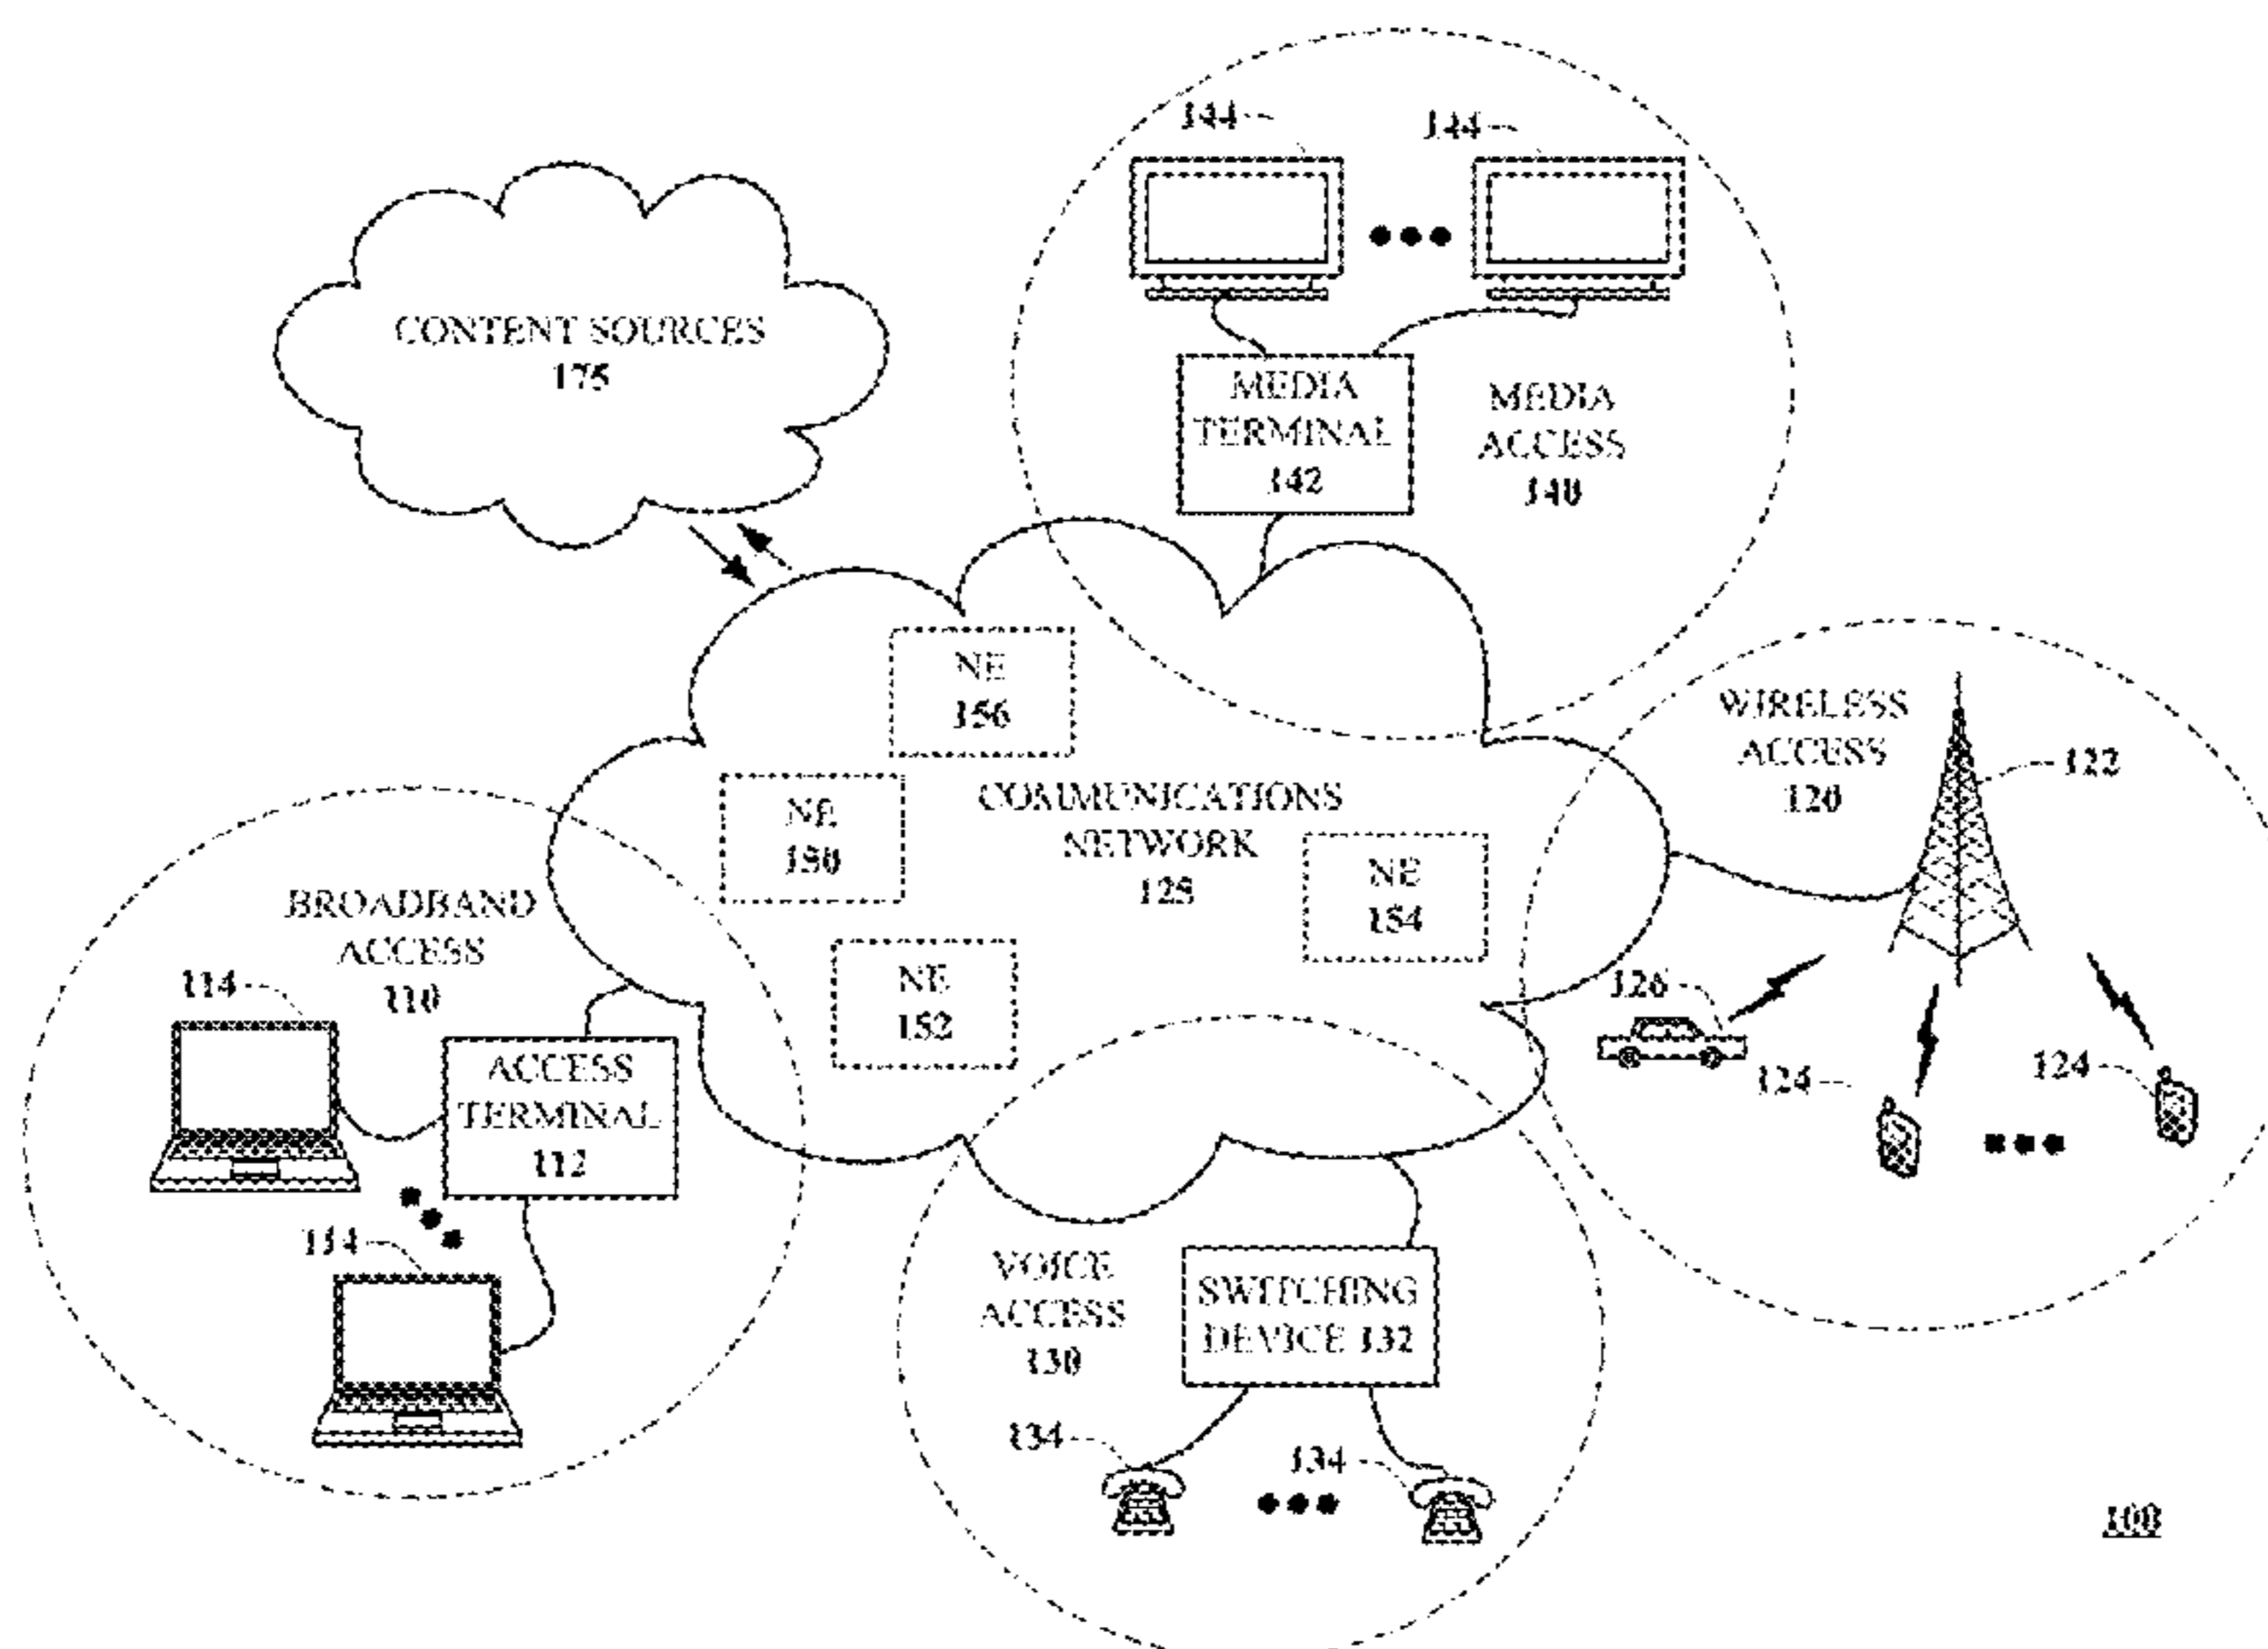 144
144
CONTENT SOURCES
175
MEDIA
TERMINAL
142
MEDIA
ACCESS
140
NE
156
WIRELESS
ACCESS
120
122
NE
150
COMMUNICATIONS
NETWORK
125
NE
154
BROADBAND
ACCESS
110
114
NE
152
126
124
124
ACCESS
TERMINAL
112
114
VOICE
ACCESS
130
SWITCHING
DEVICE 132
134
134
100